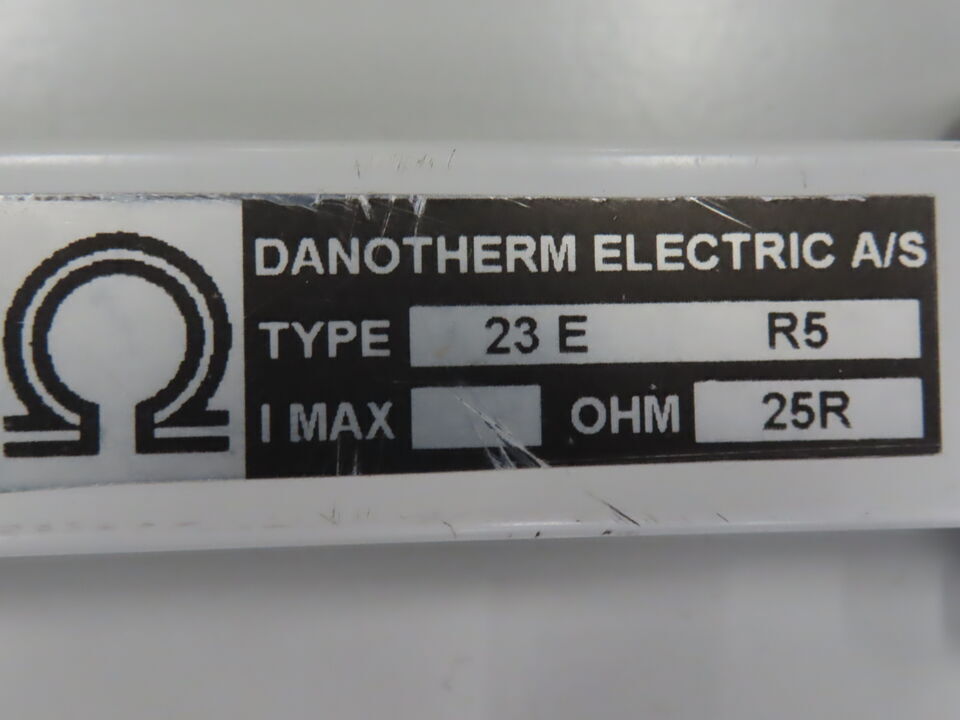 DANOTHERM ELECTRIC A/S
TYPE 23 E R5
I MAX OHM 25R